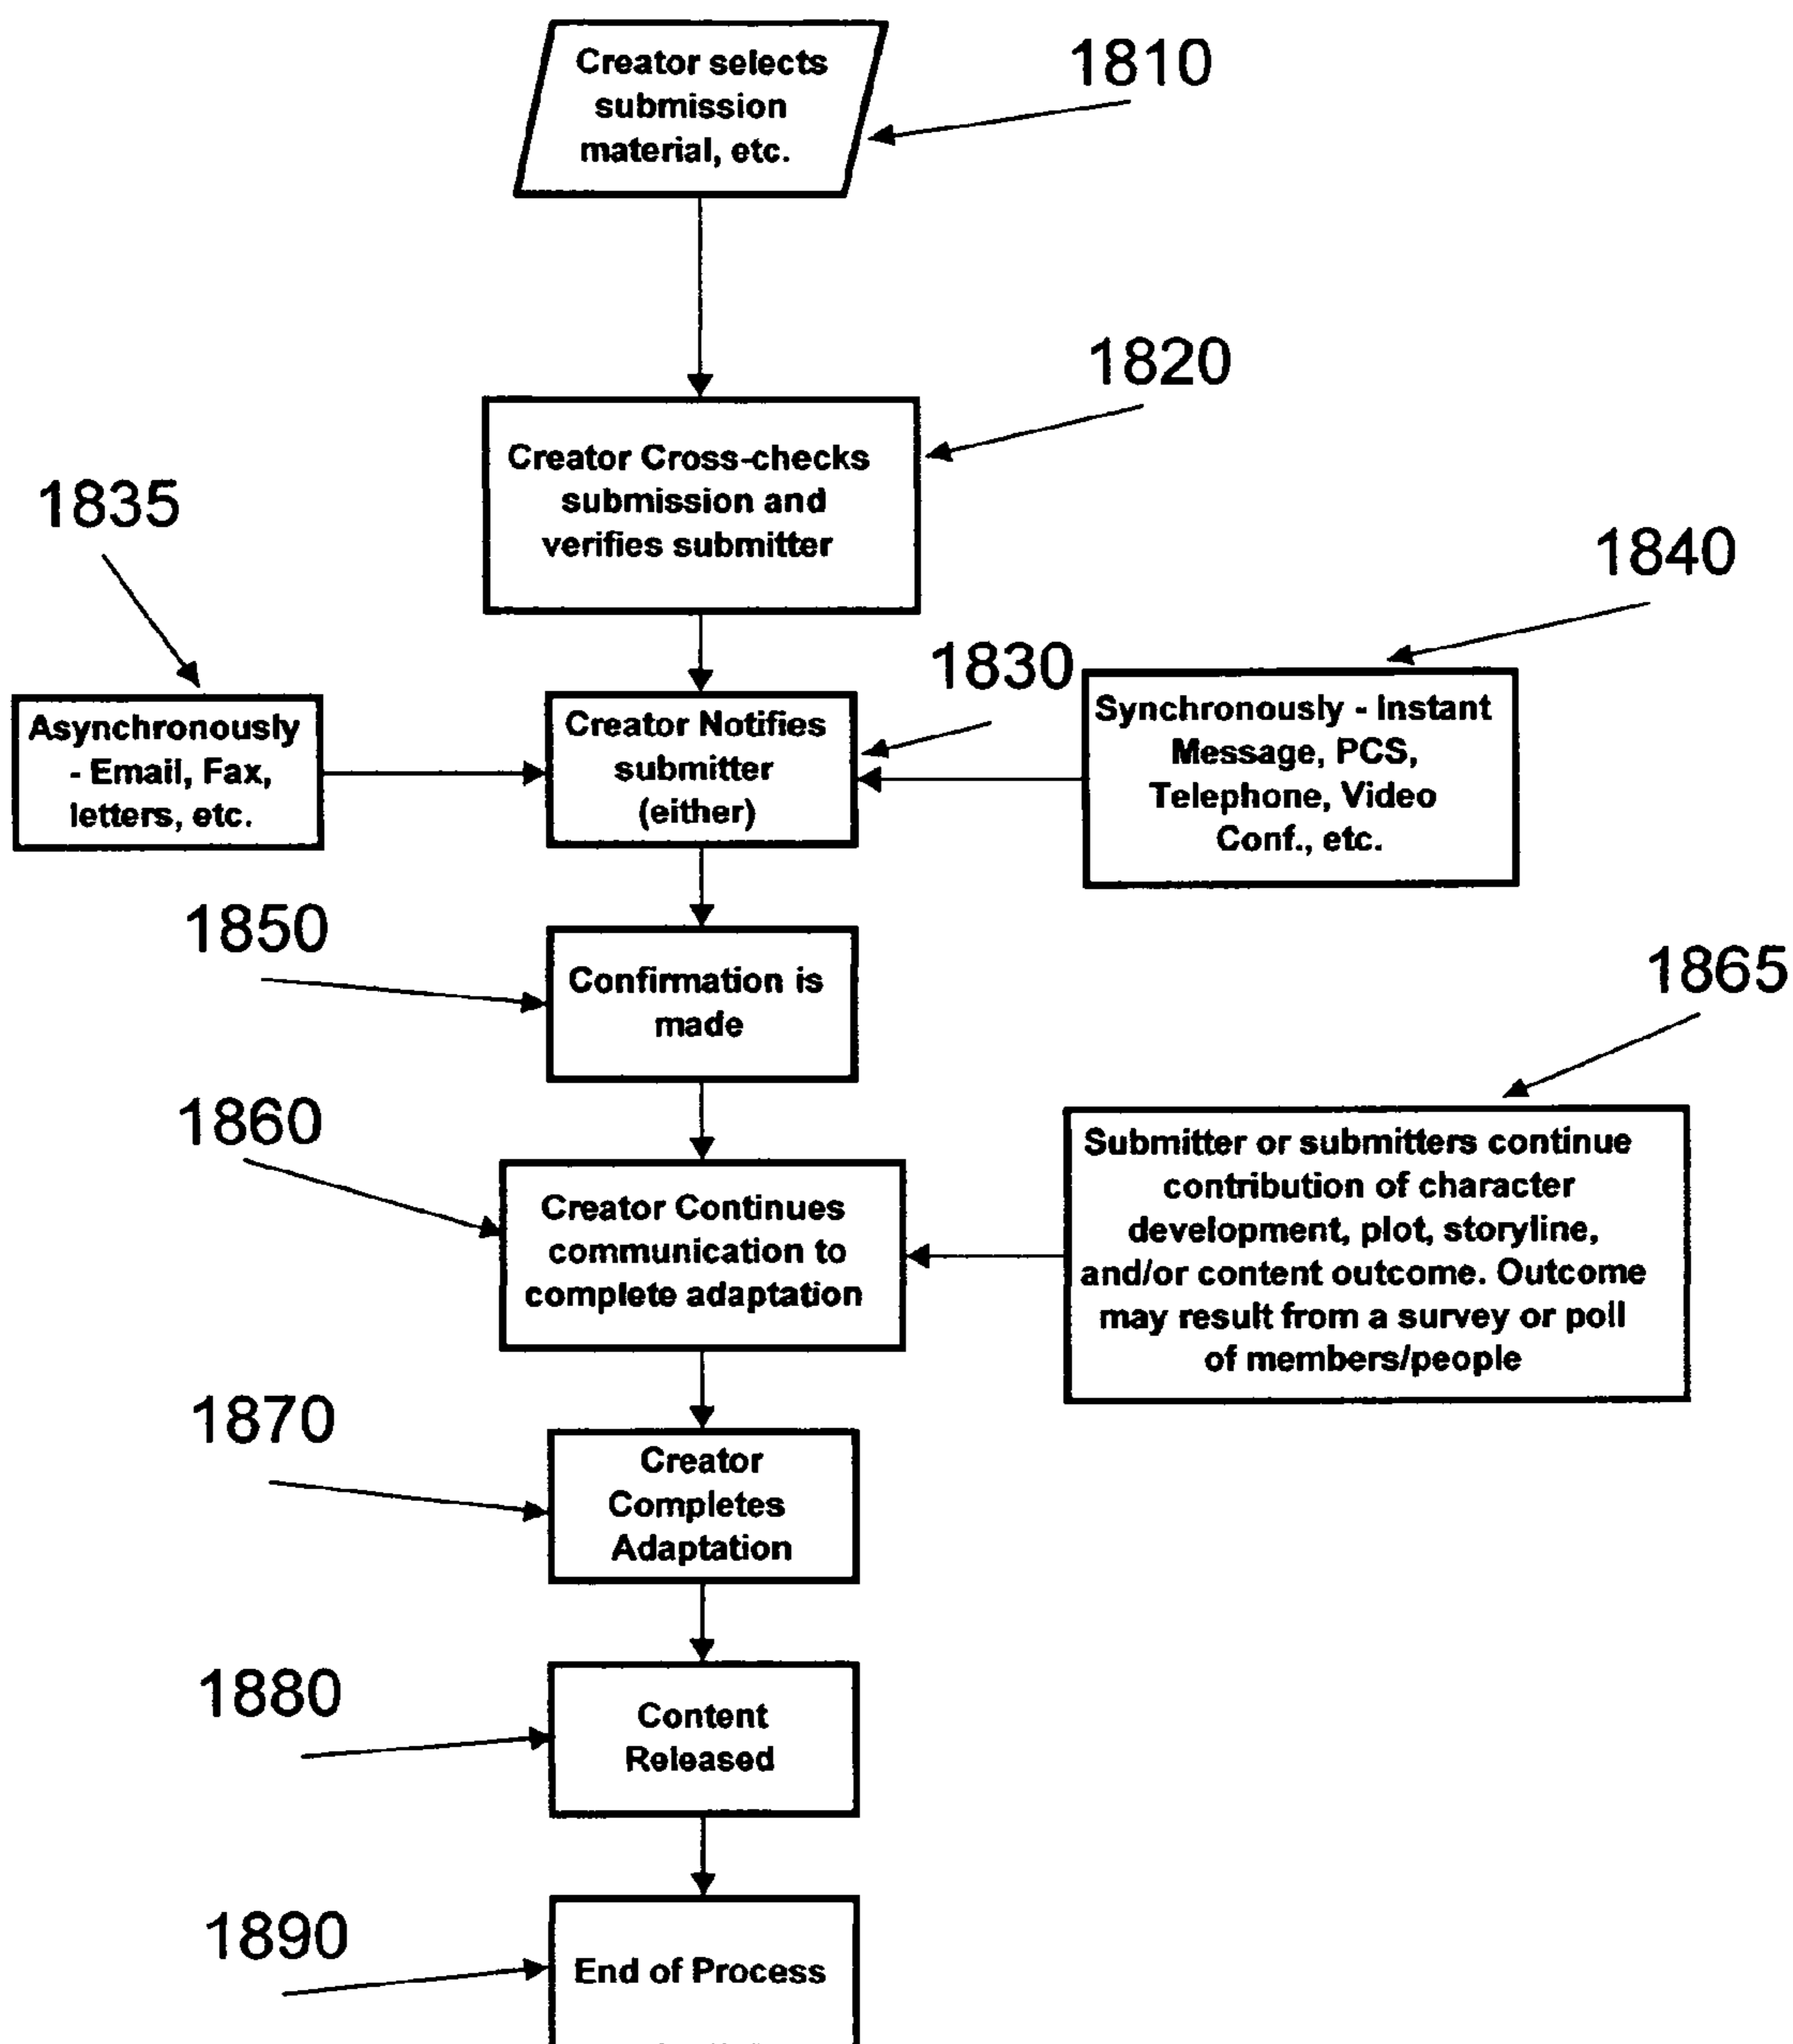 Creator selects
submission
material, etc.
1810
1820
Creator Cross-checks
submission and
verifies submitter
1835
1840
1830
Asynchronously
- Email, Fax,
letters, etc.
Creator Notifies
submitter
(either)
Synchronously - Instant
Message, PCS,
Telephone, Video
Conf., etc.
1850
Confirmation is
made
1865
1860
Creator Continues
communication to
complete adaptation
Submitter or submitters continue
contribution of character
development, plot, storyline,
and/or content outcome. Outcome
may result from a survey or poll
of members/people
1870
Creator
Completes
Adaptation
1880
Content
Released
1890
End of Process